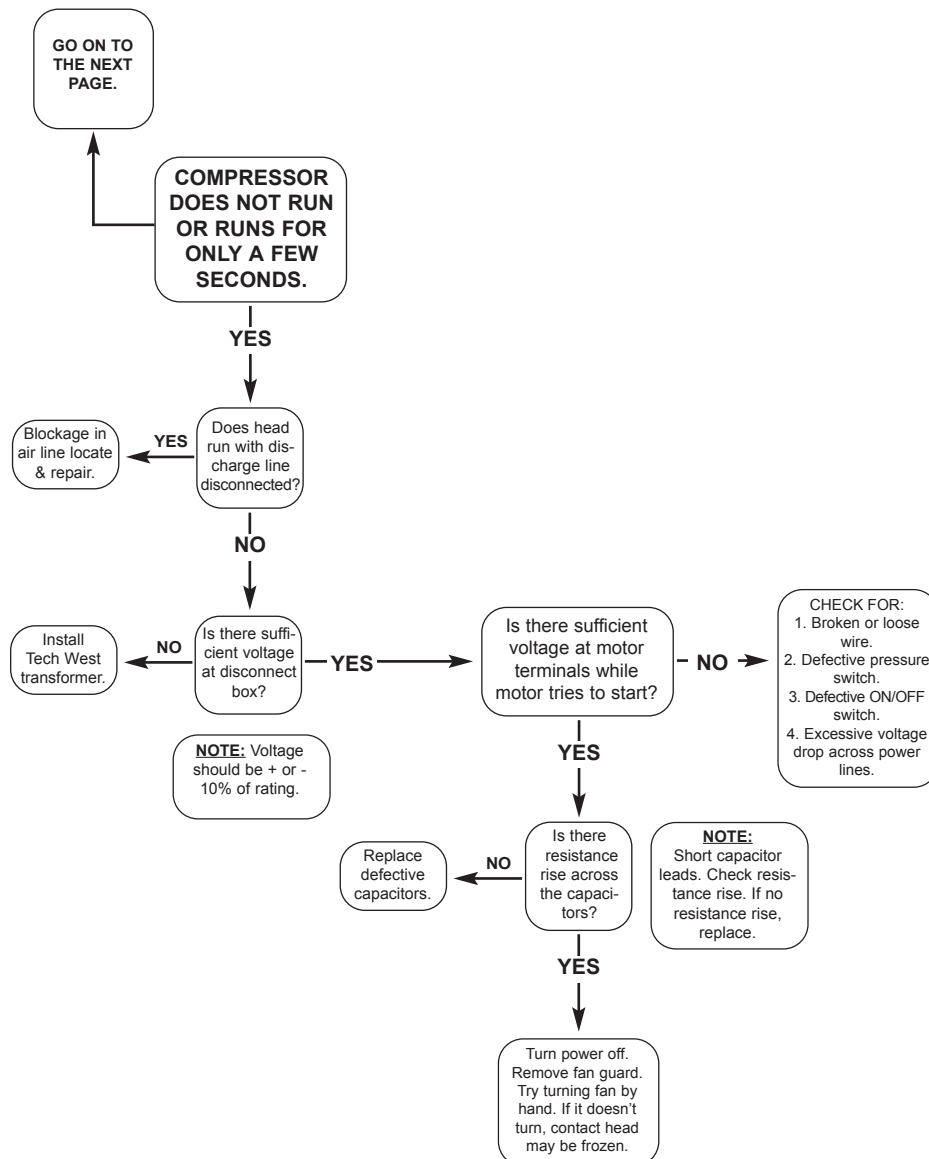 GO ON TO
THE NEXT
PAGE.
COMPRESSOR
DOES NOT RUN
OR RUNS FOR
ONLY A FEW
SECONDS.
YES
Does head
run with dis-
charge line
disconnected?
YES
Blockage in
air line locate
& repair.
NO
Is there suffi-
cient voltage
at disconnect
box?
NO
Install
Tech West
transformer.
NOTE: Voltage
should be + or -
10% of rating.
YES
Is there sufficient
voltage at motor
terminals while
motor tries to start?
NO
CHECK FOR:
1. Broken or loose
wire.
2. Defective pressure
switch.
3. Defective ON/OFF
switch.
4. Excessive voltage
drop across power
lines.
YES
Is there
resistance
rise across
the capaci-
tors?
NO
Replace
defective
capacitors.
NOTE:
Short capacitor
leads. Check resis-
tance rise. If no
resistance rise,
replace.
YES
Turn power off.
Remove fan guard.
Try turning fan by
hand. If it doesn't
turn, contact head
may be frozen.